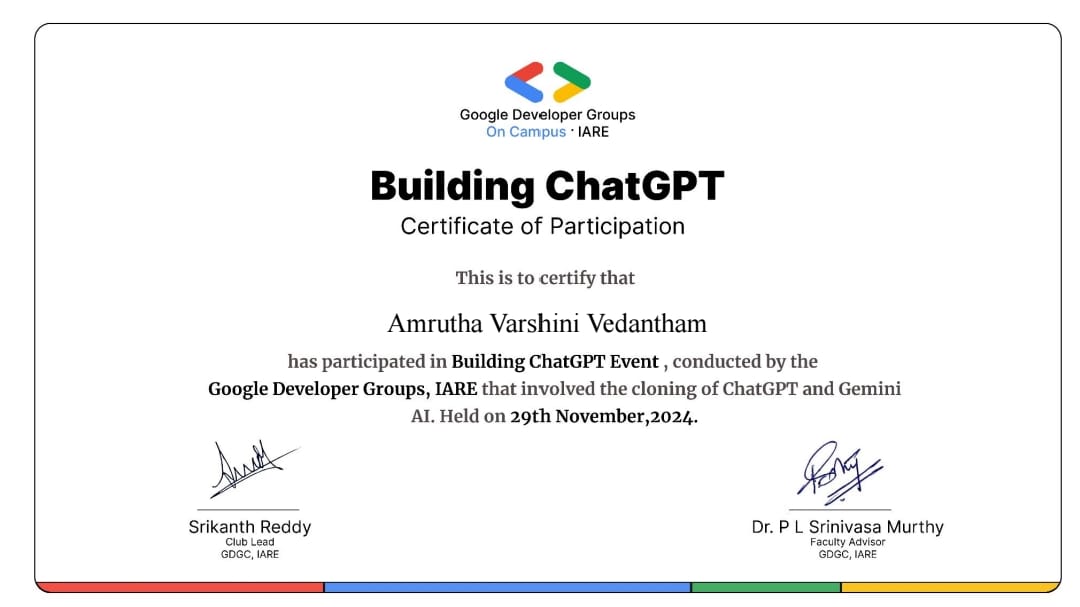 Google Developer Groups
On Campus · IARE
Building ChatGPT
Certificate of Participation
This is to certify that
Amrutha Varshini Vedantham
has participated in Building ChatGPT Event , conducted by the
Google Developer Groups, IARE that involved the cloning of ChatGPT and Gemini
AI. Held on 29th November,2024.
Srikanth Reddy
Club Lead
GDGC, IARE
Dr. P L Srinivasa Murthy
Faculty Advisor
GDGC, IARE